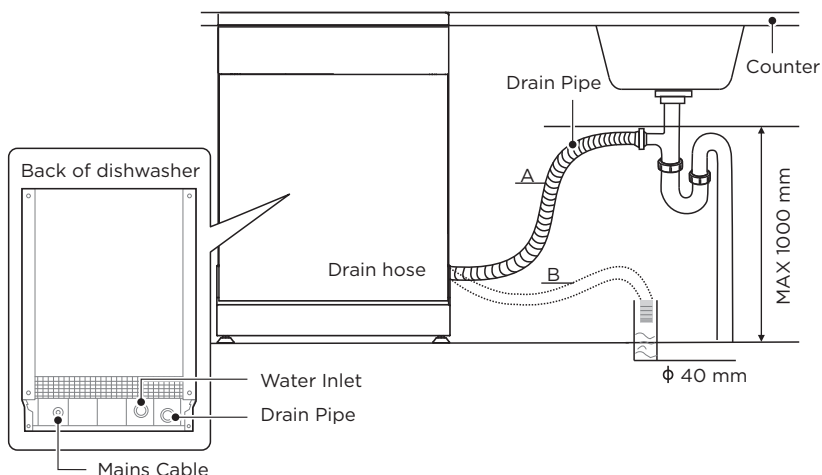 Counter
Drain Pipe
A
MAX 1000 mm
Back of dishwasher
Drain hose
B
ϕ 40 mm
Water Inlet
Drain Pipe
Mains Cable